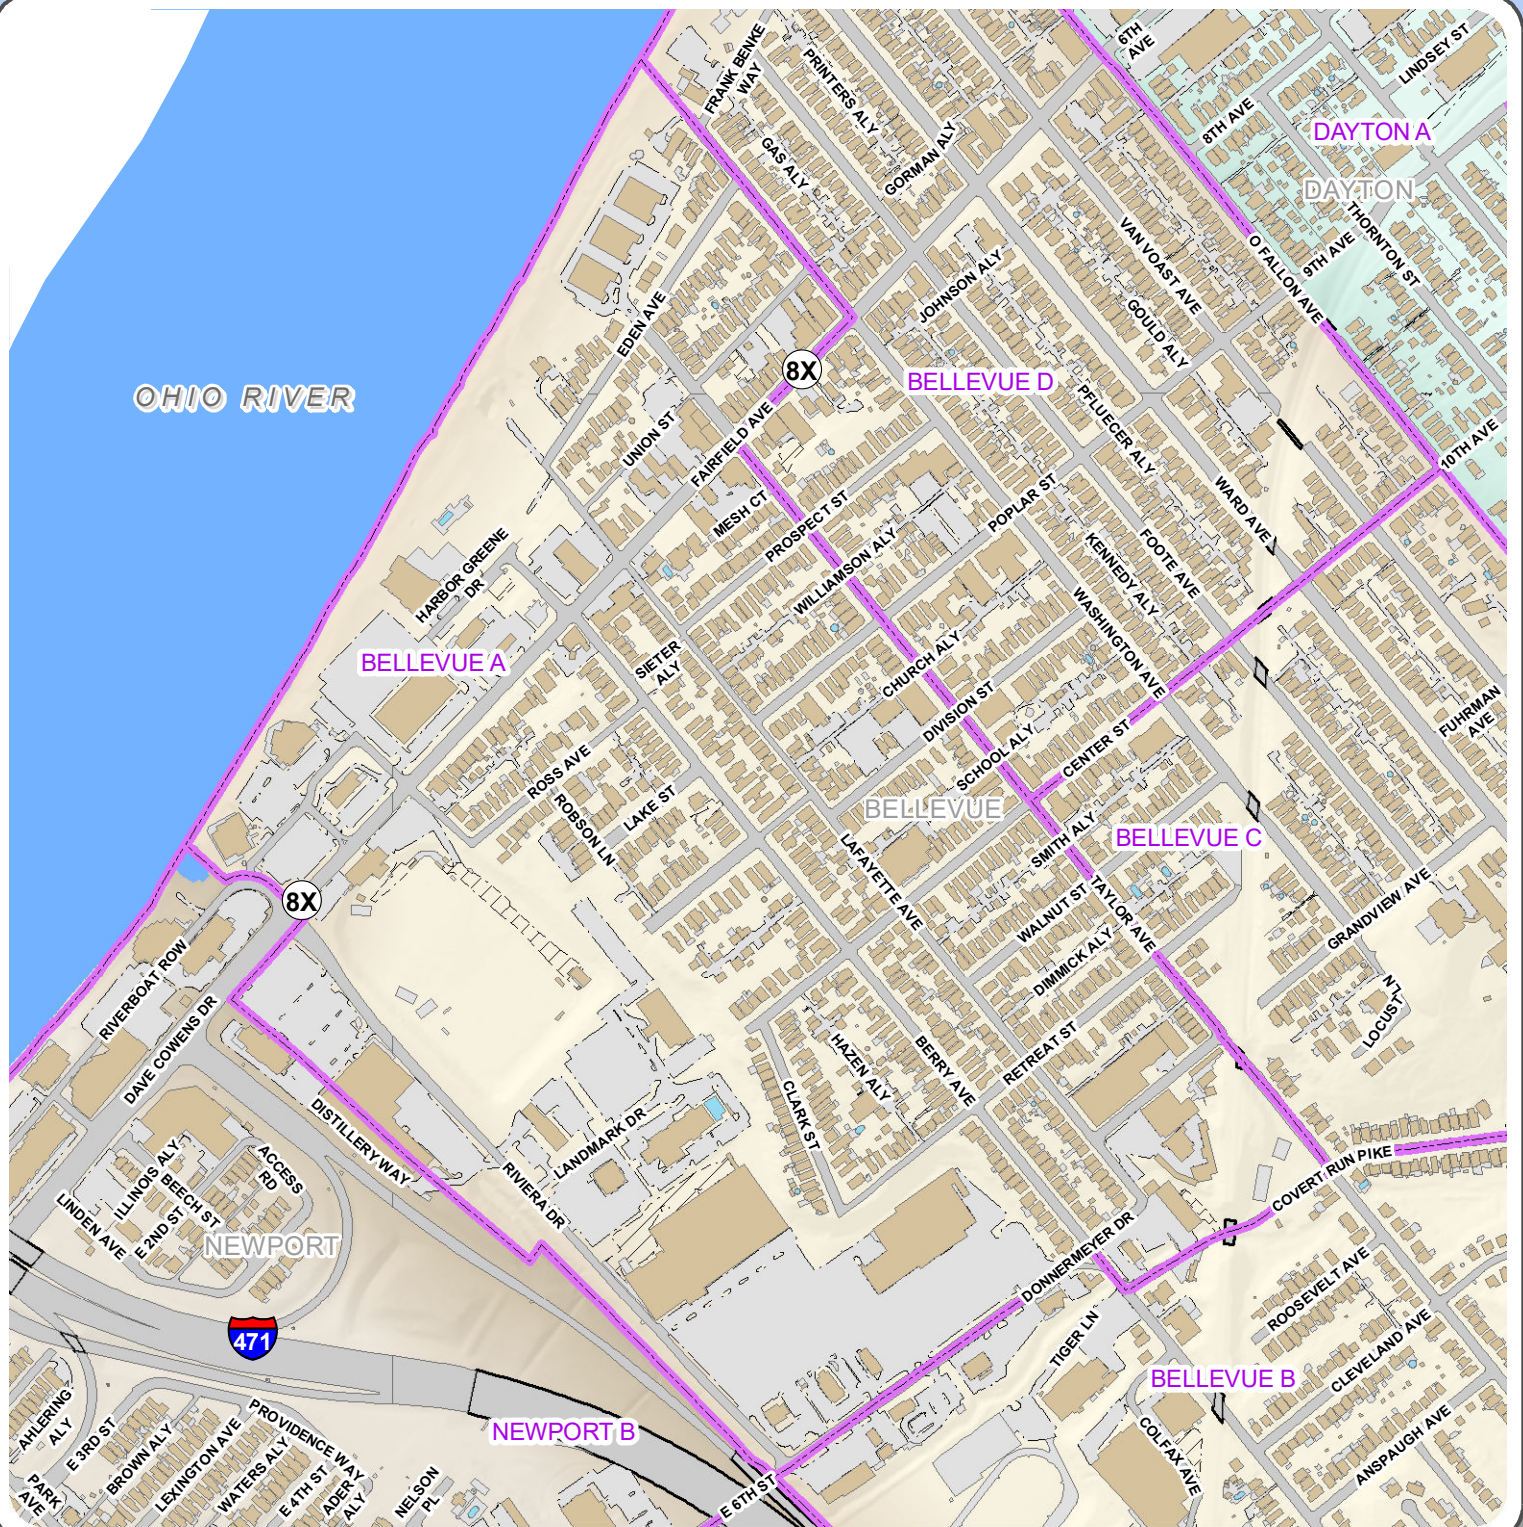 6TH
AVE
LINDSEY ST
FRANK BENKE
WAY
PRINTERS ALY
8TH AVE
DAYTON A
GAS ALY
GORMAN ALY
DAYTON
THORNTON ST
VAN VOAST AVE
O FALLON AVE
9TH AVE
JOHNSON ALY
EDEN AVE
GOULD ALY
8X
BELLEVUE D
OHIO RIVER
PFLUECER ALY
UNION ST
FAIRFIELD AVE
10TH AVE
MESH CT
PROSPECT ST
POPLAR ST
WARD AVE
HARBOR GREENE
DR
WILLIAMSON ALY
KENNEDY ALY
FOOTE AVE
WASHINGTON AVE
BELLEVUE A
SIETER
ALY
CHURCH ALY
DIVISION ST
FUHRMAN
AVE
CENTER ST
ROSS AVE
SCHOOL ALY
ROBSON LN
LAKE ST
BELLEVUE
SMITH ALY
BELLEVUE C
LAFAYETTE AVE
8X
WALNUT ST
TAYLOR AVE
GRANDVIEW AVE
RIVERBOAT ROW
DIMMICK ALY
LOCUST LN
DAVE COWENS DR
HAZEN ALY
BERRY AVE
RETREAT ST
CLARK ST
DISTILLERY WAY
LANDMARK DR
ILLINOIS ALY
ACCESS
RD
BEECH ST
RIVIERA DR
COVERT RUN PIKE
LINDEN AVE
E 2ND ST
NEWPORT
DONNERMEYER DR
ROOSEVELT AVE
471
TIGER LN
CLEVELAND AVE
BELLEVUE B
AHLERING
ALY
E 3RD ST
PROVIDENCE WAY
NEWPORT B
COLFAX AVE
ANSPAUGH AVE
BROWN ALY
LEXINGTON AVE
WATERS ALY
E 4TH ST
ADER
ALY
NELSON
PL
PARK
AVE
E 6TH ST